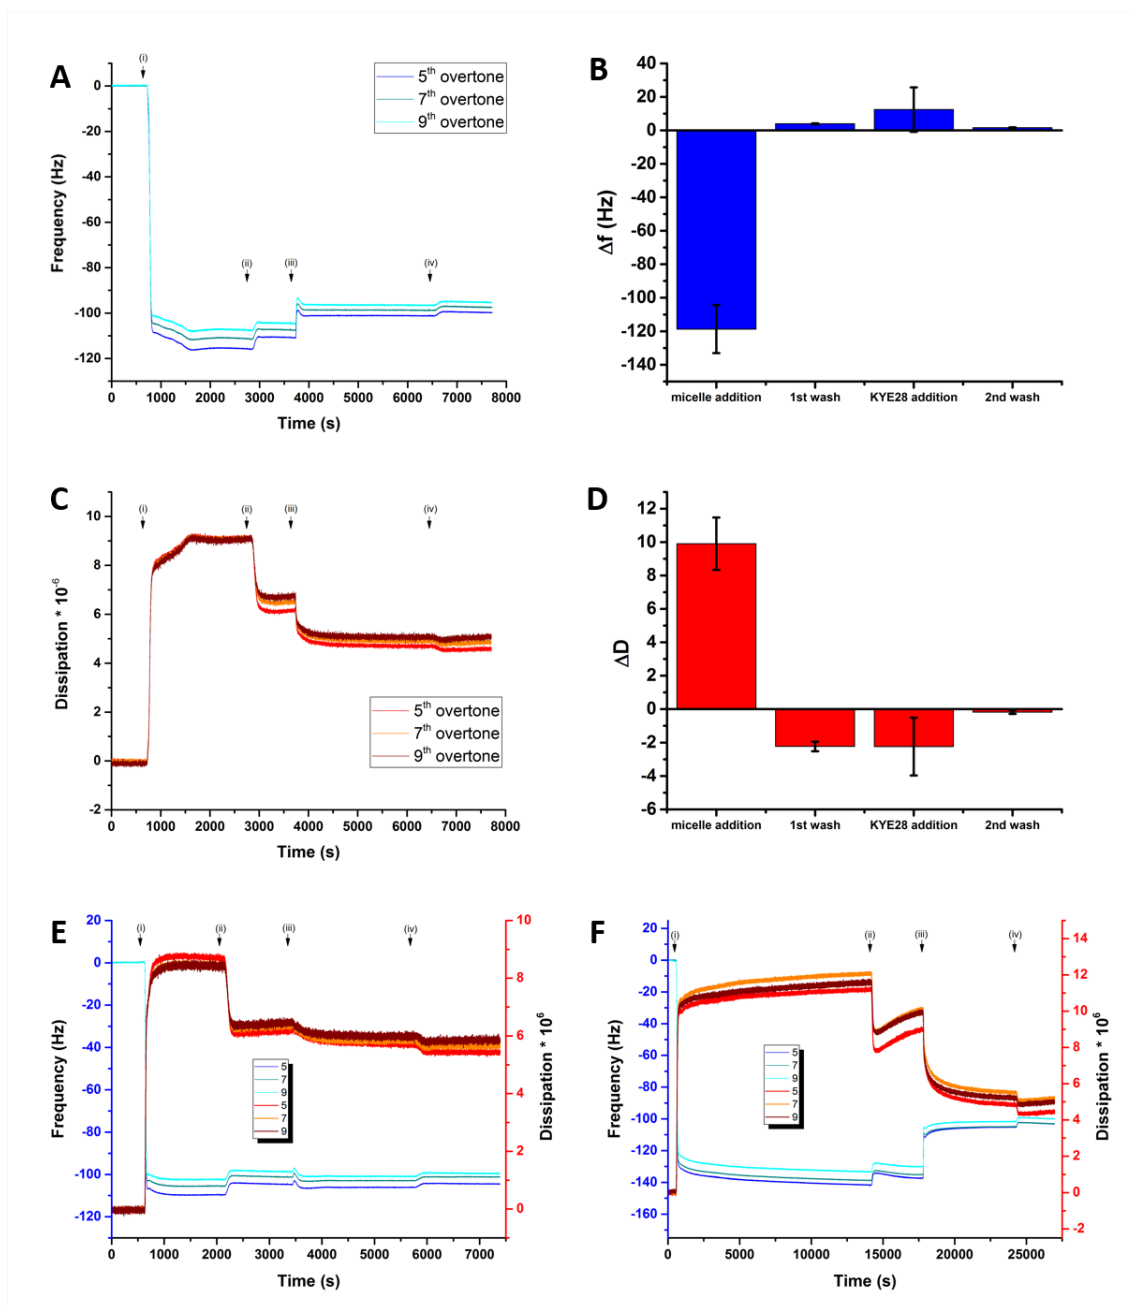 A
(i)
5th overtone
7th overtone
9th overtone
0
-20
-40
-60
-80
-100
-120
Frequency (Hz)
(ii)
(iii)
(iv)
0 1000 2000 3000 4000 5000 6000 7000 8000
Time (s)
B
40
20
0
-20
-40
-60
-80
-100
-120
-140
Δf (Hz)
micelle addition 1st wash KYE28 addition 2nd wash
C
(i) (ii) (iii) (iv)
10
8
6
4
2
0
-2
Dissipation * 10-6
5th overtone
7th overtone
9th overtone
0 1000 2000 3000 4000 5000 6000 7000 8000
Time (s)
D
12
10
8
6
4
2
0
-2
-4
-6
ΔD
micelle addition 1st wash KYE28 addition 2nd wash
E
(i) (ii) (iii) (iv)
20
0
-20
-40
-60
-80
-100
-120
Frequency (Hz)
5
7
9
5
7
9
10
8
6
4
2
0
Dissipation * 106
0 1000 2000 3000 4000 5000 6000 7000
Time (s)
F
(i) (ii) (iii) (iv)
20
0
-20
-40
-60
-80
-100
-120
-140
-160
Frequency (Hz)
5
7
9
5
7
9
14
12
10
8
6
4
2
0
-2
Dissipation * 106
0 5000 10000 15000 20000 25000
Time (s)